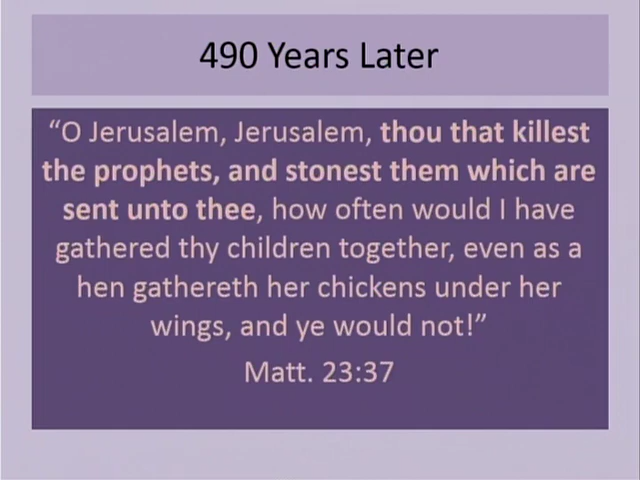 490 Years Later
“O Jerusalem, Jerusalem, thou that killest
the prophets, and stonest them which are
sent unto thee, how often would I have
gathered thy children together, even as a
hen gathereth her chickens under her
wings, and ye would not!”
Matt. 23:37